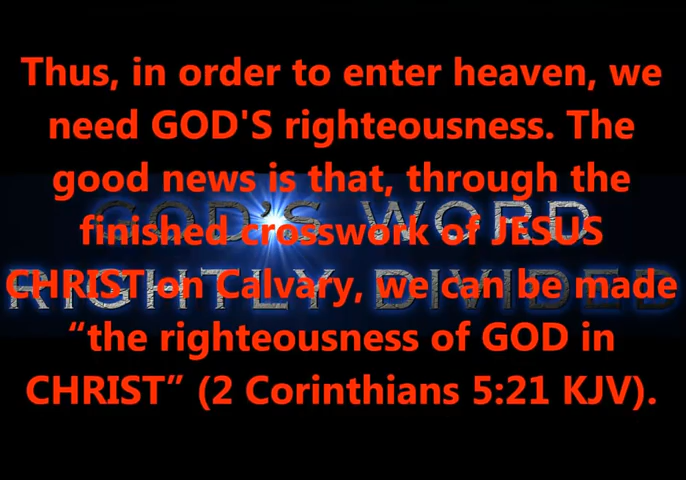 Thus, in order to enter heaven, we
need GOD'S righteousness. The
good news is that, through the
finished crosswork of JESUS
CHRIST on Calvary, we can be made
“the righteousness of GOD in
CHRIST” (2 Corinthians 5:21 KJV).
GOD'S WORD
RIGHTLY DIVIDED